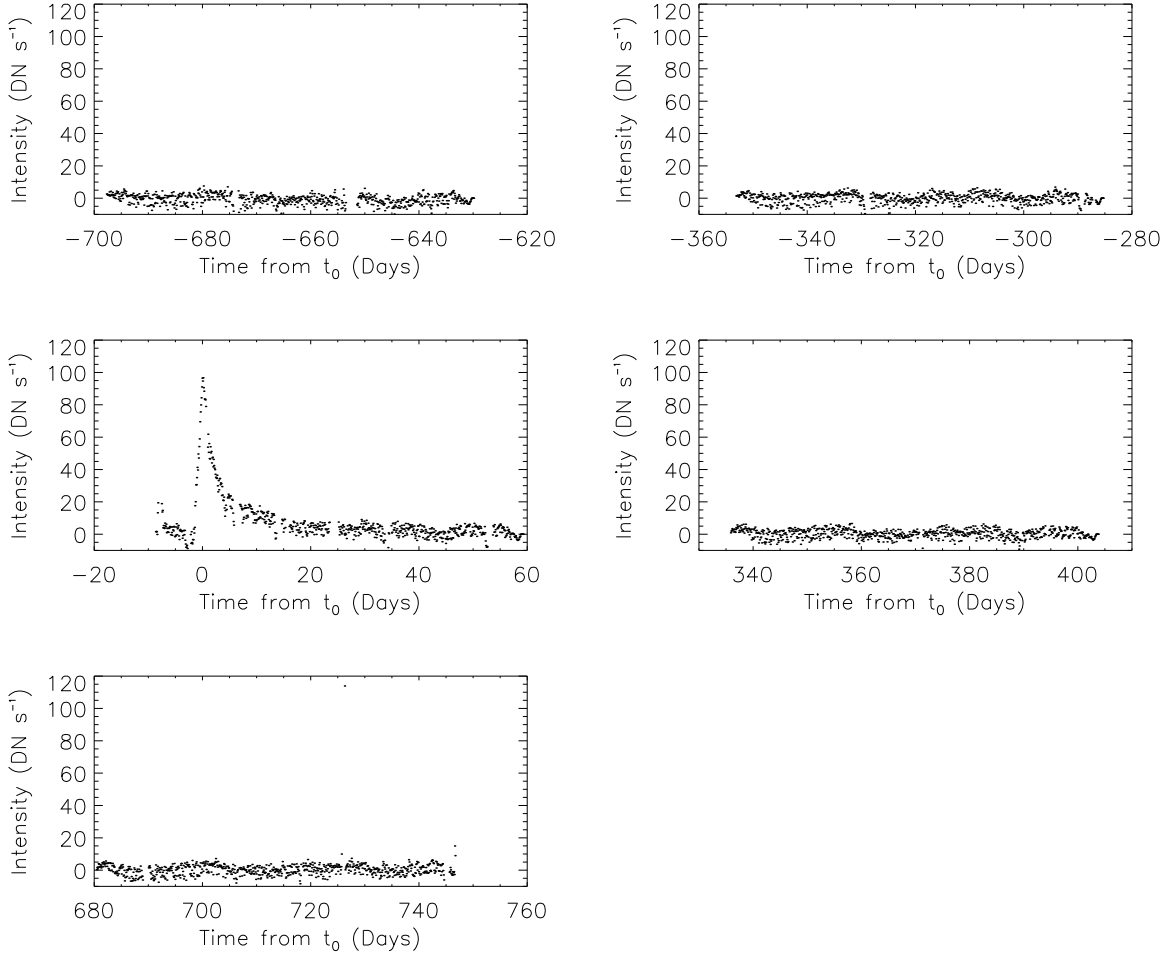 Intensity (DN s⁻¹)
120
100
80
60
40
20
0
−700 −680 −660 −640 −620
Time from t₀ (Days)
Intensity (DN s⁻¹)
120
100
80
60
40
20
0
−360 −340 −320 −300 −280
Time from t₀ (Days)
Intensity (DN s⁻¹)
120
100
80
60
40
20
0
−20 0 20 40 60
Time from t₀ (Days)
Intensity (DN s⁻¹)
120
100
80
60
40
20
0
340 360 380 400
Time from t₀ (Days)
Intensity (DN s⁻¹)
120
100
80
60
40
20
0
680 700 720 740 760
Time from t₀ (Days)